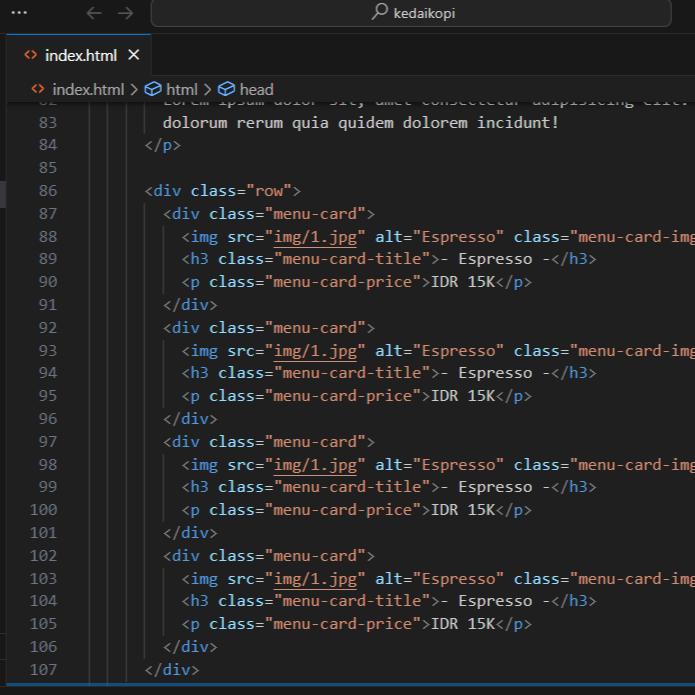 kedaikopi
index.html
index.html > html > head
82 Lorem ipsum dolor sit, amet consectetur adipisicing elit.
83 dolorum rerum quia quidem dolorem incidunt!
84 </p>
85
86 <div class="row">
87 <div class="menu-card">
88 <img src="img/1.jpg" alt="Espresso" class="menu-card-img
89 <h3 class="menu-card-title">- Espresso -</h3>
90 <p class="menu-card-price">IDR 15K</p>
91 </div>
92 <div class="menu-card">
93 <img src="img/1.jpg" alt="Espresso" class="menu-card-img
94 <h3 class="menu-card-title">- Espresso -</h3>
95 <p class="menu-card-price">IDR 15K</p>
96 </div>
97 <div class="menu-card">
98 <img src="img/1.jpg" alt="Espresso" class="menu-card-img
99 <h3 class="menu-card-title">- Espresso -</h3>
100 <p class="menu-card-price">IDR 15K</p>
101 </div>
102 <div class="menu-card">
103 <img src="img/1.jpg" alt="Espresso" class="menu-card-img
104 <h3 class="menu-card-title">- Espresso -</h3>
105 <p class="menu-card-price">IDR 15K</p>
106 </div>
107 </div>